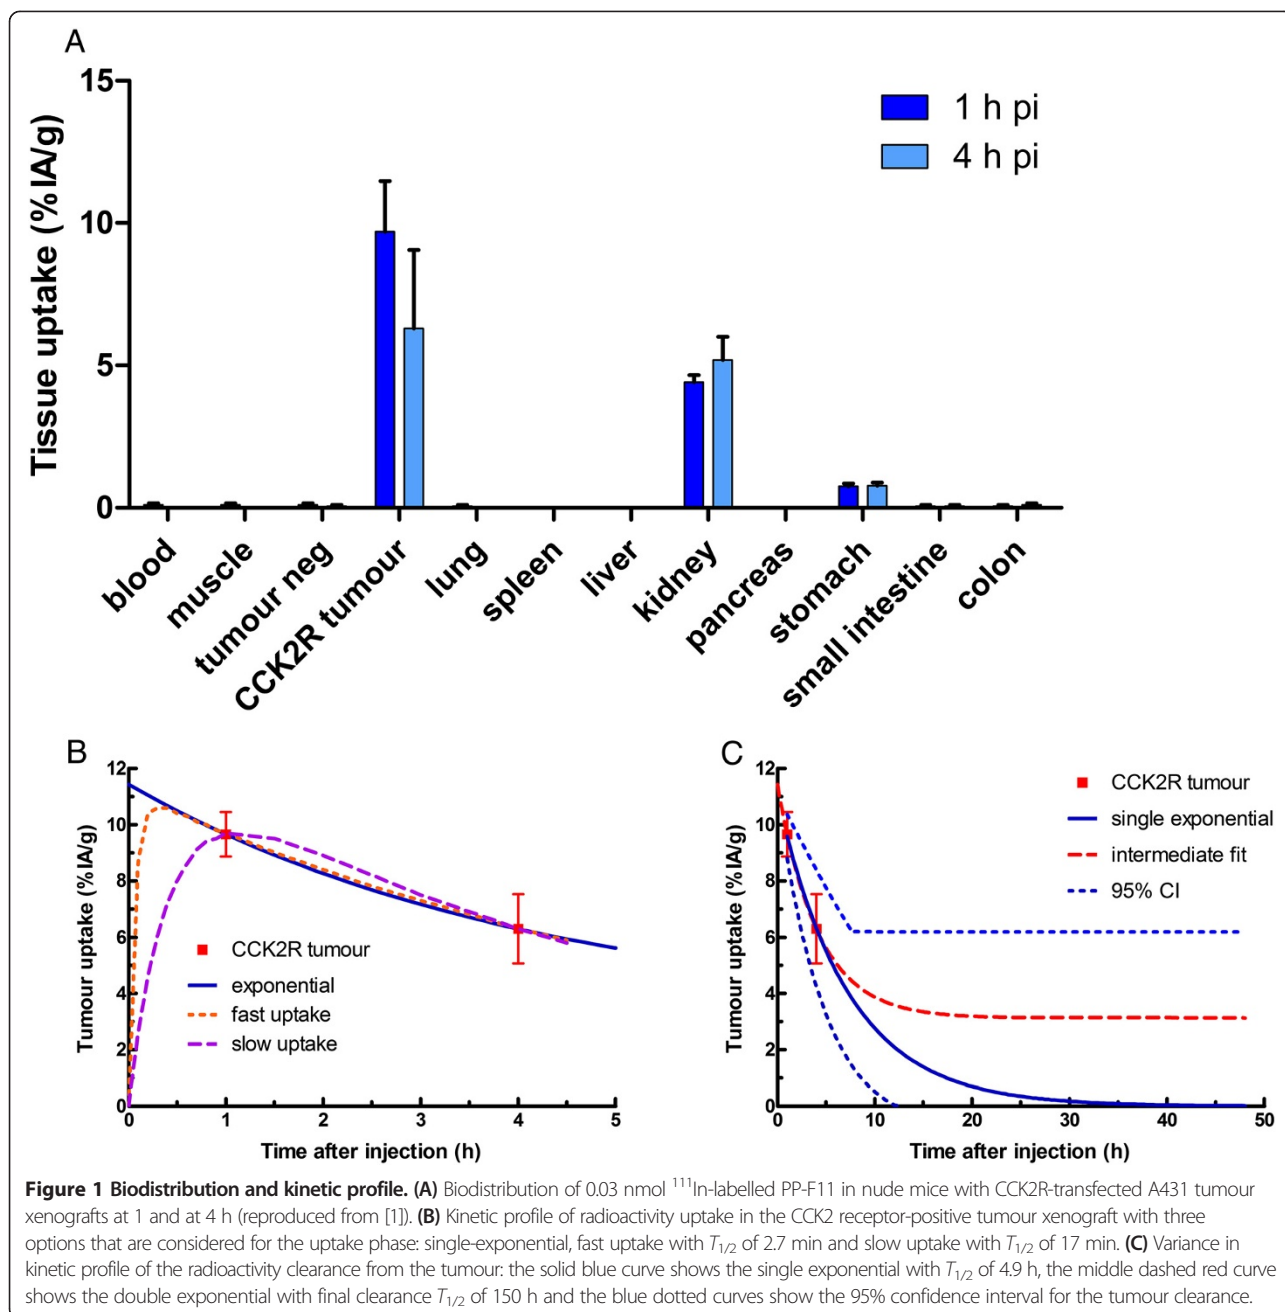 A
15
10
5
0
Tissue uptake (%IA/g)
1 h pi
4 h pi
blood
muscle
tumour neg
CCK2R tumour
lung
spleen
liver
kidney
pancreas
stomach
small intestine
colon
B
12
10
8
6
4
2
0
Tumour uptake (%IA/g)
CCK2R tumour
exponential
fast uptake
slow uptake
0 1 2 3 4 5
Time after injection (h)
C
12
10
8
6
4
2
0
Tumour uptake (%IA/g)
CCK2R tumour
single exponential
intermediate fit
95% CI
0 10 20 30 40 50
Time after injection (h)
Figure 1 Biodistribution and kinetic profile. (A) Biodistribution of 0.03 nmol ¹¹¹In-labelled PP-F11 in nude mice with CCK2R-transfected A431 tumour
xenografts at 1 and at 4 h (reproduced from [1]). (B) Kinetic profile of radioactivity uptake in the CCK2 receptor-positive tumour xenograft with three
options that are considered for the uptake phase: single-exponential, fast uptake with T1/2 of 2.7 min and slow uptake with T1/2 of 17 min. (C) Variance in
kinetic profile of the radioactivity clearance from the tumour: the solid blue curve shows the single exponential with T1/2 of 4.9 h, the middle dashed red curve
shows the double exponential with final clearance T1/2 of 150 h and the blue dotted curves show the 95% confidence interval for the tumour clearance.